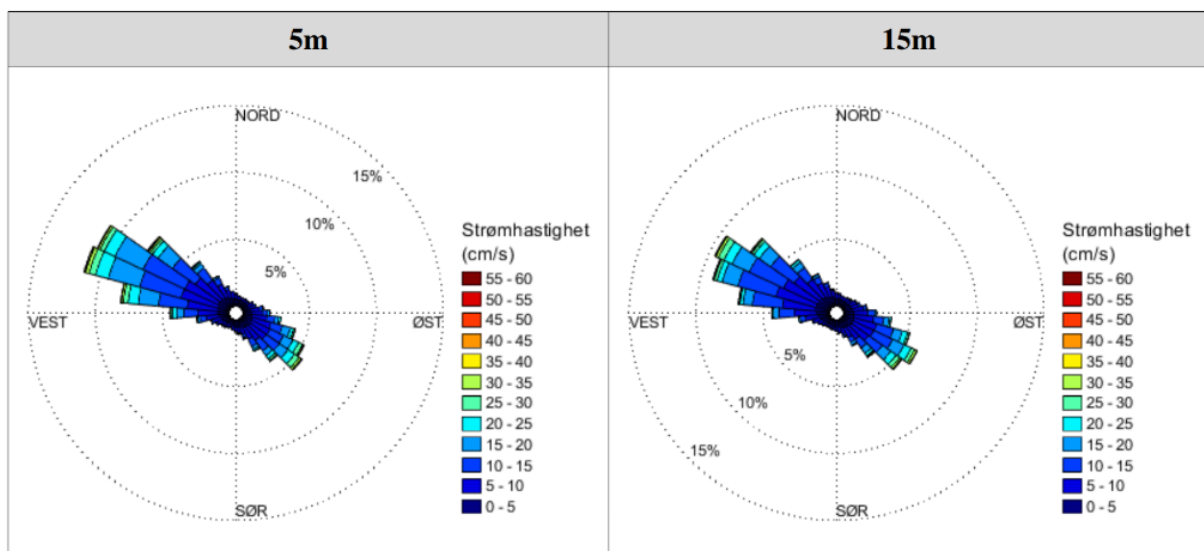 5m
15m
NORD
15%
10%
5%
VEST
ØST
SØR
Strømhastighet
(cm/s)
55 - 60
50 - 55
45 - 50
40 - 45
35 - 40
30 - 35
25 - 30
20 - 25
15 - 20
10 - 15
5 - 10
0 - 5
NORD
VEST
ØST
5%
10%
15%
SØR
Strømhastighet
(cm/s)
55 - 60
50 - 55
45 - 50
40 - 45
35 - 40
30 - 35
25 - 30
20 - 25
15 - 20
10 - 15
5 - 10
0 - 5